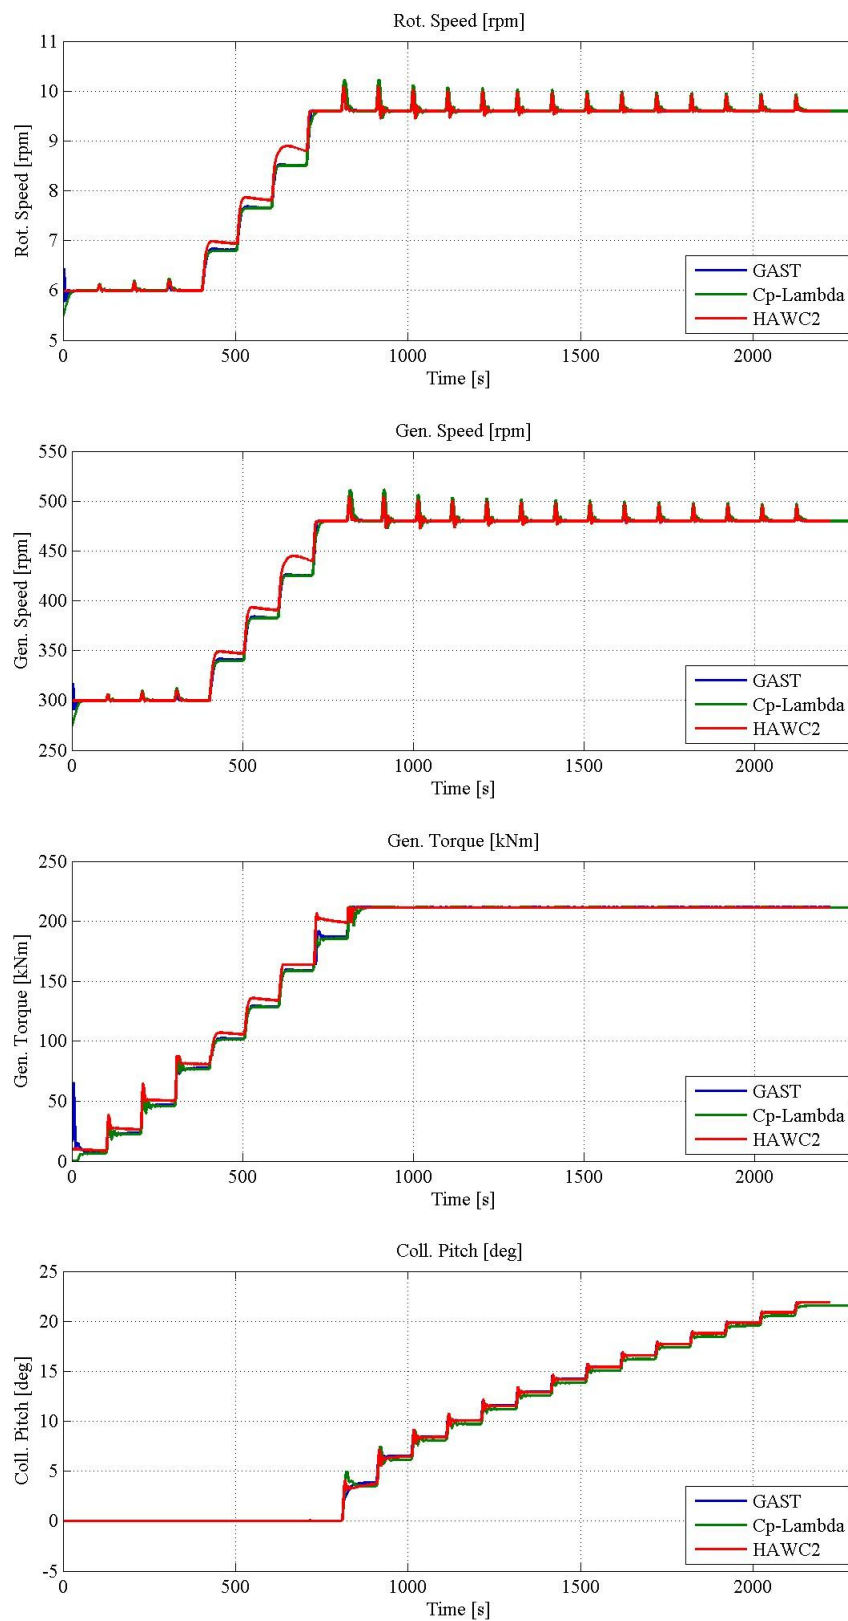 Rot. Speed [rpm]
11
10
9
8
7
6
5
Rot. Speed [rpm]
GAST
Cp-Lambda
HAWC2
0 500 1000 1500 2000
Time [s]
Gen. Speed [rpm]
550
500
450
400
350
300
250
Gen. Speed [rpm]
GAST
Cp-Lambda
HAWC2
0 500 1000 1500 2000
Time [s]
Gen. Torque [kNm]
250
200
150
100
50
0
Gen. Torque [kNm]
GAST
Cp-Lambda
HAWC2
0 500 1000 1500 2000
Time [s]
Coll. Pitch [deg]
25
20
15
10
5
0
-5
Coll. Pitch [deg]
GAST
Cp-Lambda
HAWC2
0 500 1000 1500 2000
Time [s]